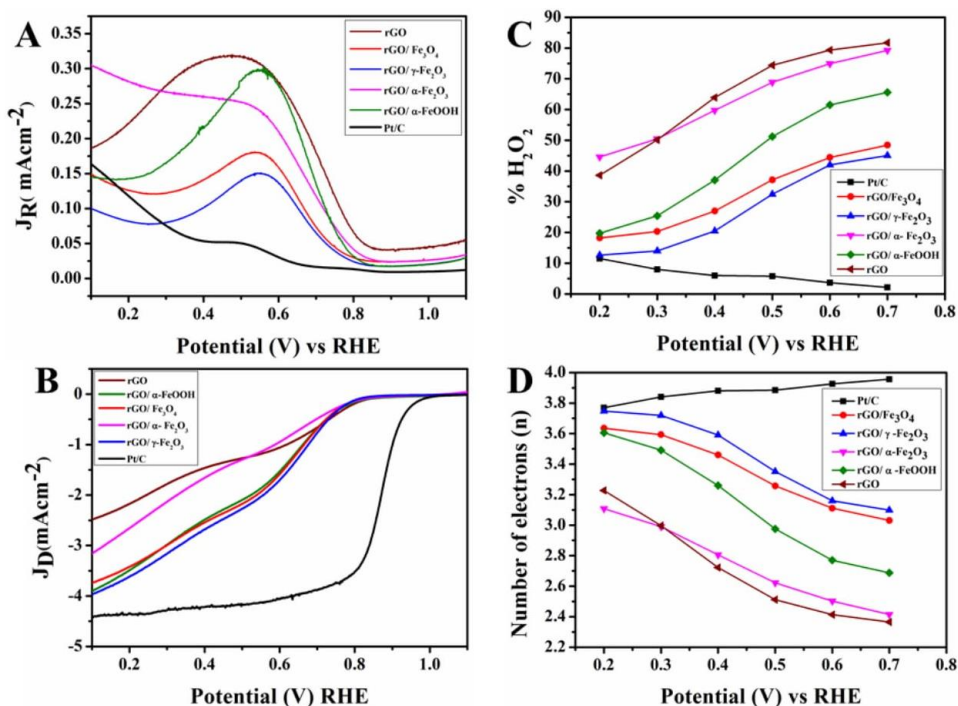 A
J_R( mAcm⁻²)
0.35
0.30
0.25
0.20
0.15
0.10
0.05
0.00
rGO
rGO/ Fe₃O₄
rGO/ γ-Fe₂O₃
rGO/ α-Fe₂O₃
rGO/ α-FeOOH
Pt/C
0.2 0.4 0.6 0.8 1.0
Potential (V) vs RHE
C
% H₂O₂
90
80
70
60
50
40
30
20
10
0
Pt/C
rGO/Fe₃O₄
rGO/ γ-Fe₂O₃
rGO/ α- Fe₂O₃
rGO/ α-FeOOH
rGO
0.2 0.3 0.4 0.5 0.6 0.7 0.8
Potential (V) vs RHE
B
J_D(mAcm⁻²)
0
-1
-2
-3
-4
-5
rGO
rGO/ α-FeOOH
rGO/ Fe₂O₄
rGO/ α- Fe₂O₃
rGO/ γ-Fe₂O₃
Pt/C
0.2 0.4 0.6 0.8 1.0
Potential (V) RHE
D
Number of electrons (n)
4.0
3.8
3.6
3.4
3.2
3.0
2.8
2.6
2.4
2.2
Pt/C
rGO/Fe₃O₄
rGO/ γ -Fe₂O₃
rGO/ α-Fe₂O₃
rGO/ α -FeOOH
rGO
0.2 0.3 0.4 0.5 0.6 0.7 0.8
Potential (V) vs RHE